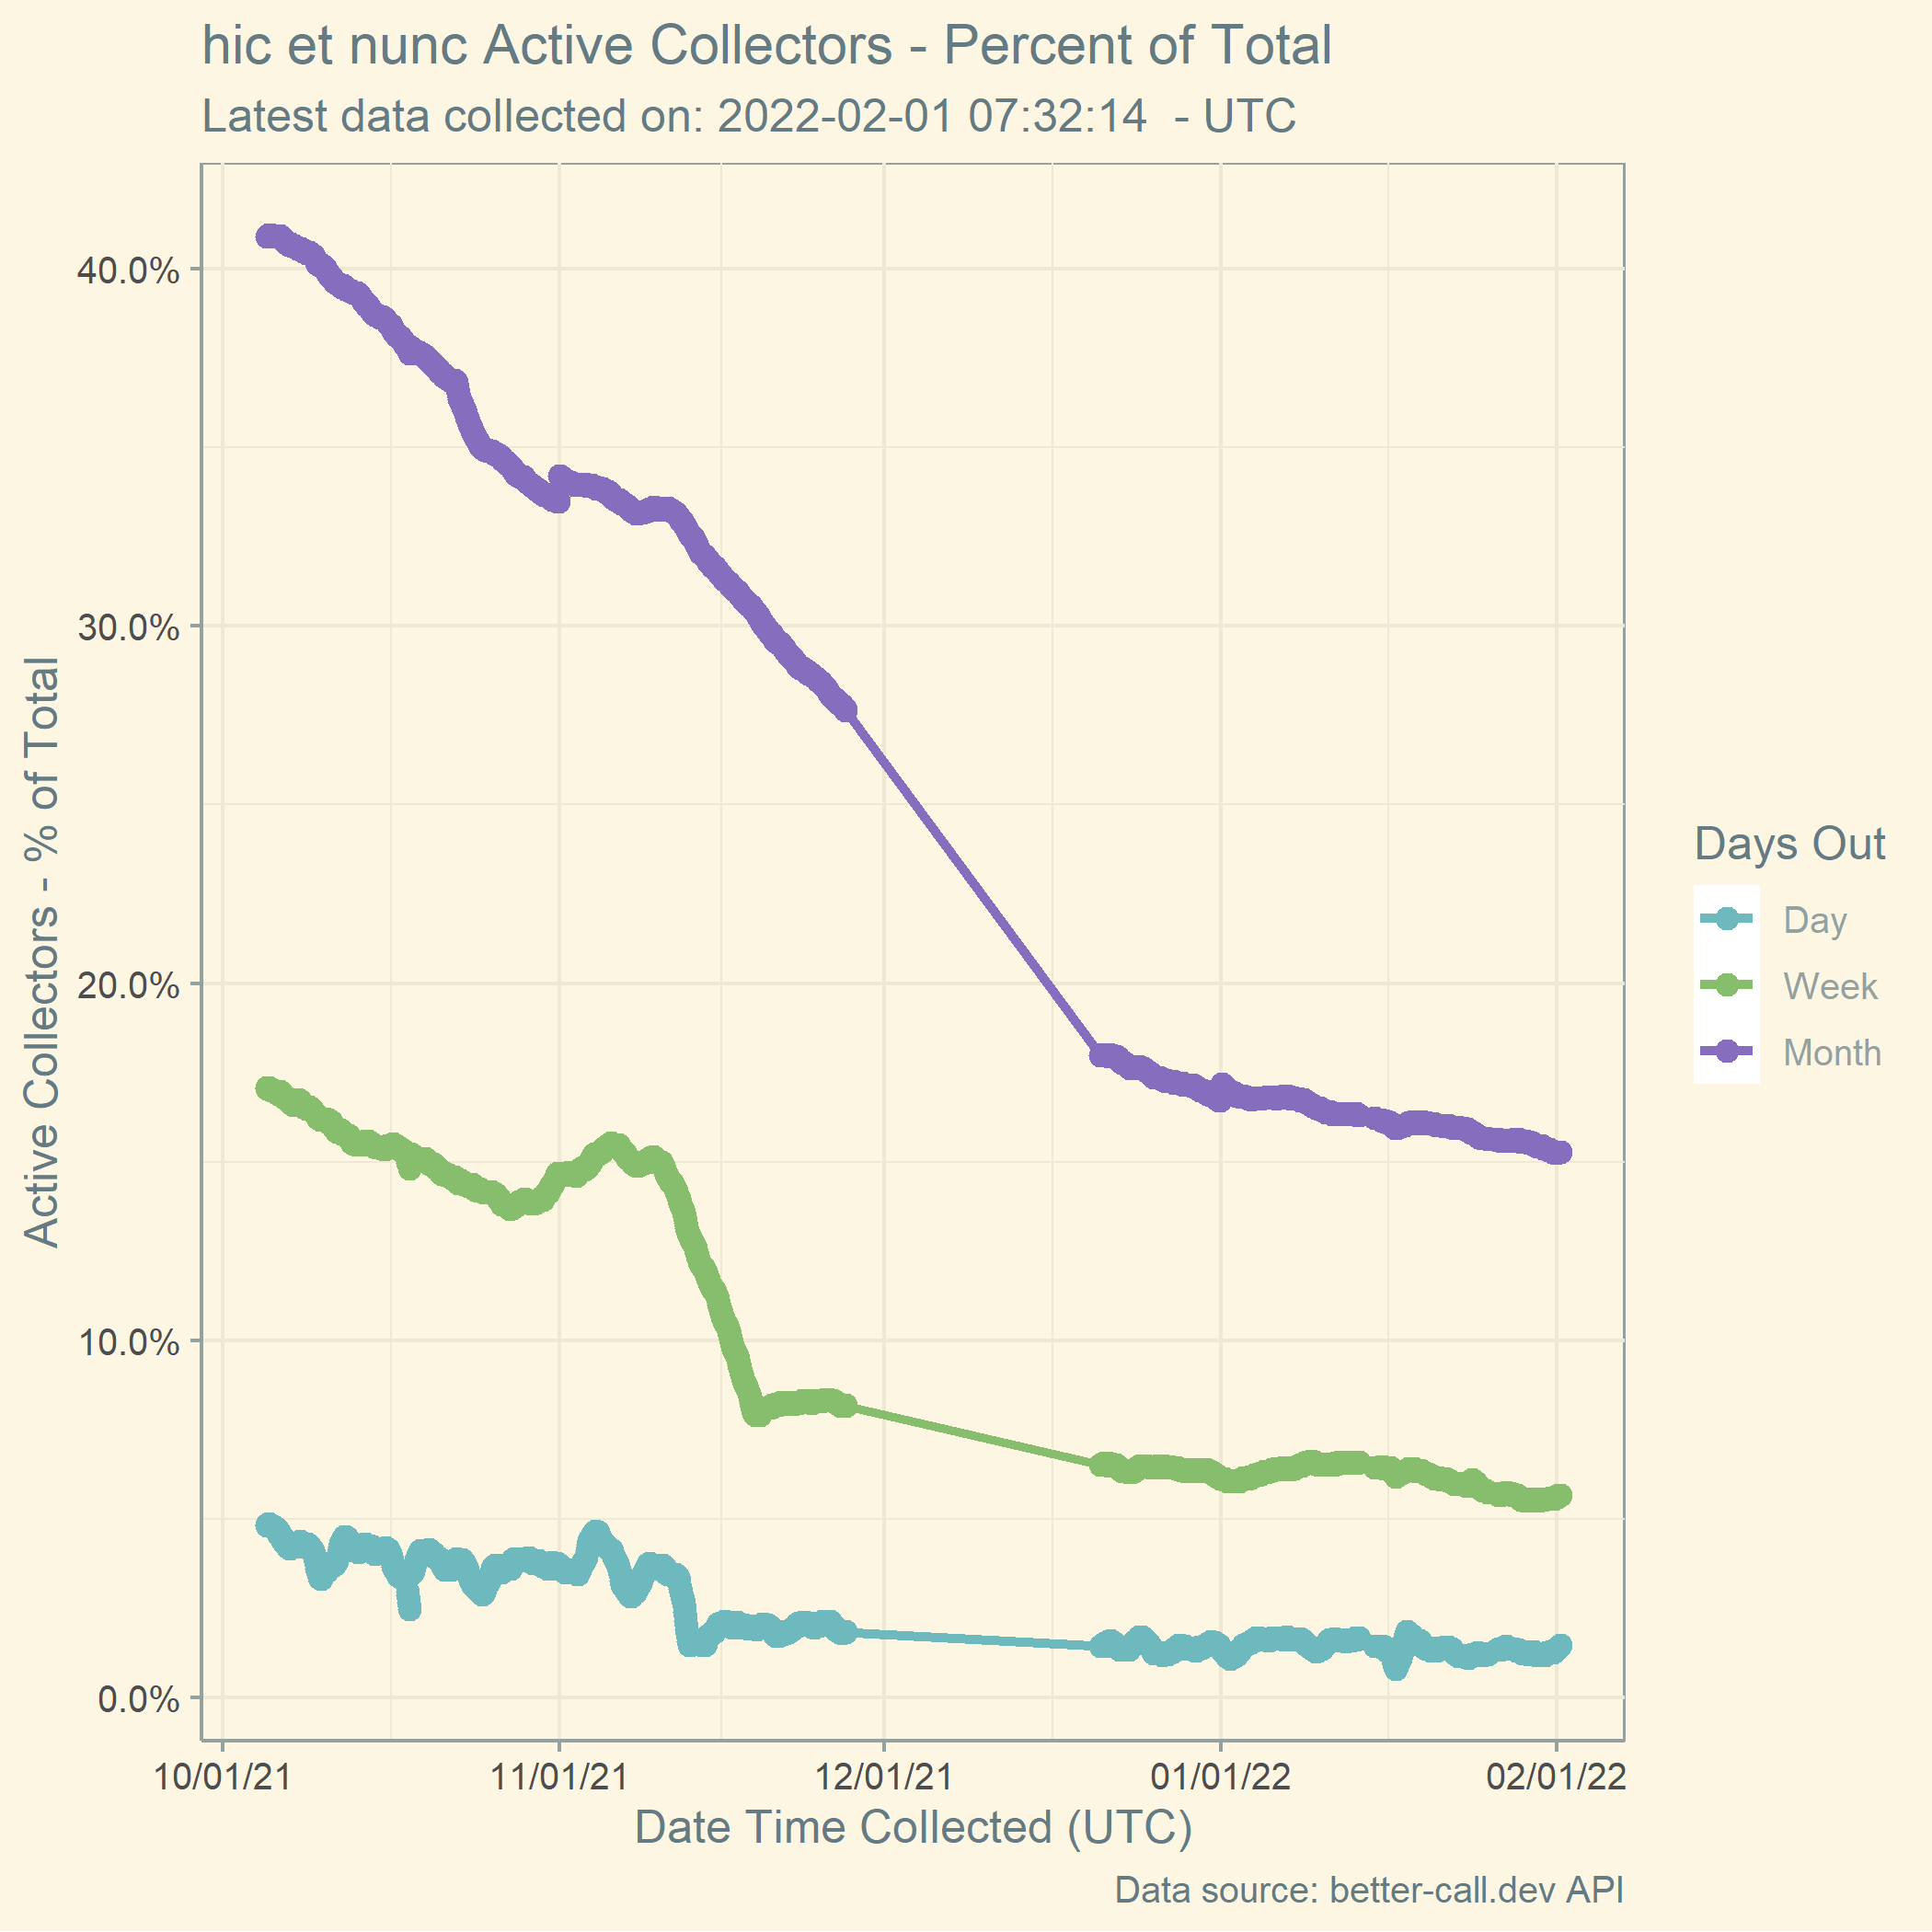 hic et nunc Active Collectors - Percent of Total
Latest data collected on: 2022-02-01 07:32:14  - UTC
Active Collectors - % of Total
40.0%
30.0%
20.0%
10.0%
0.0%
10/01/21
11/01/21
12/01/21
01/01/22
02/01/22
Date Time Collected (UTC)
Days Out
Day
Week
Month
Data source: better-call.dev API